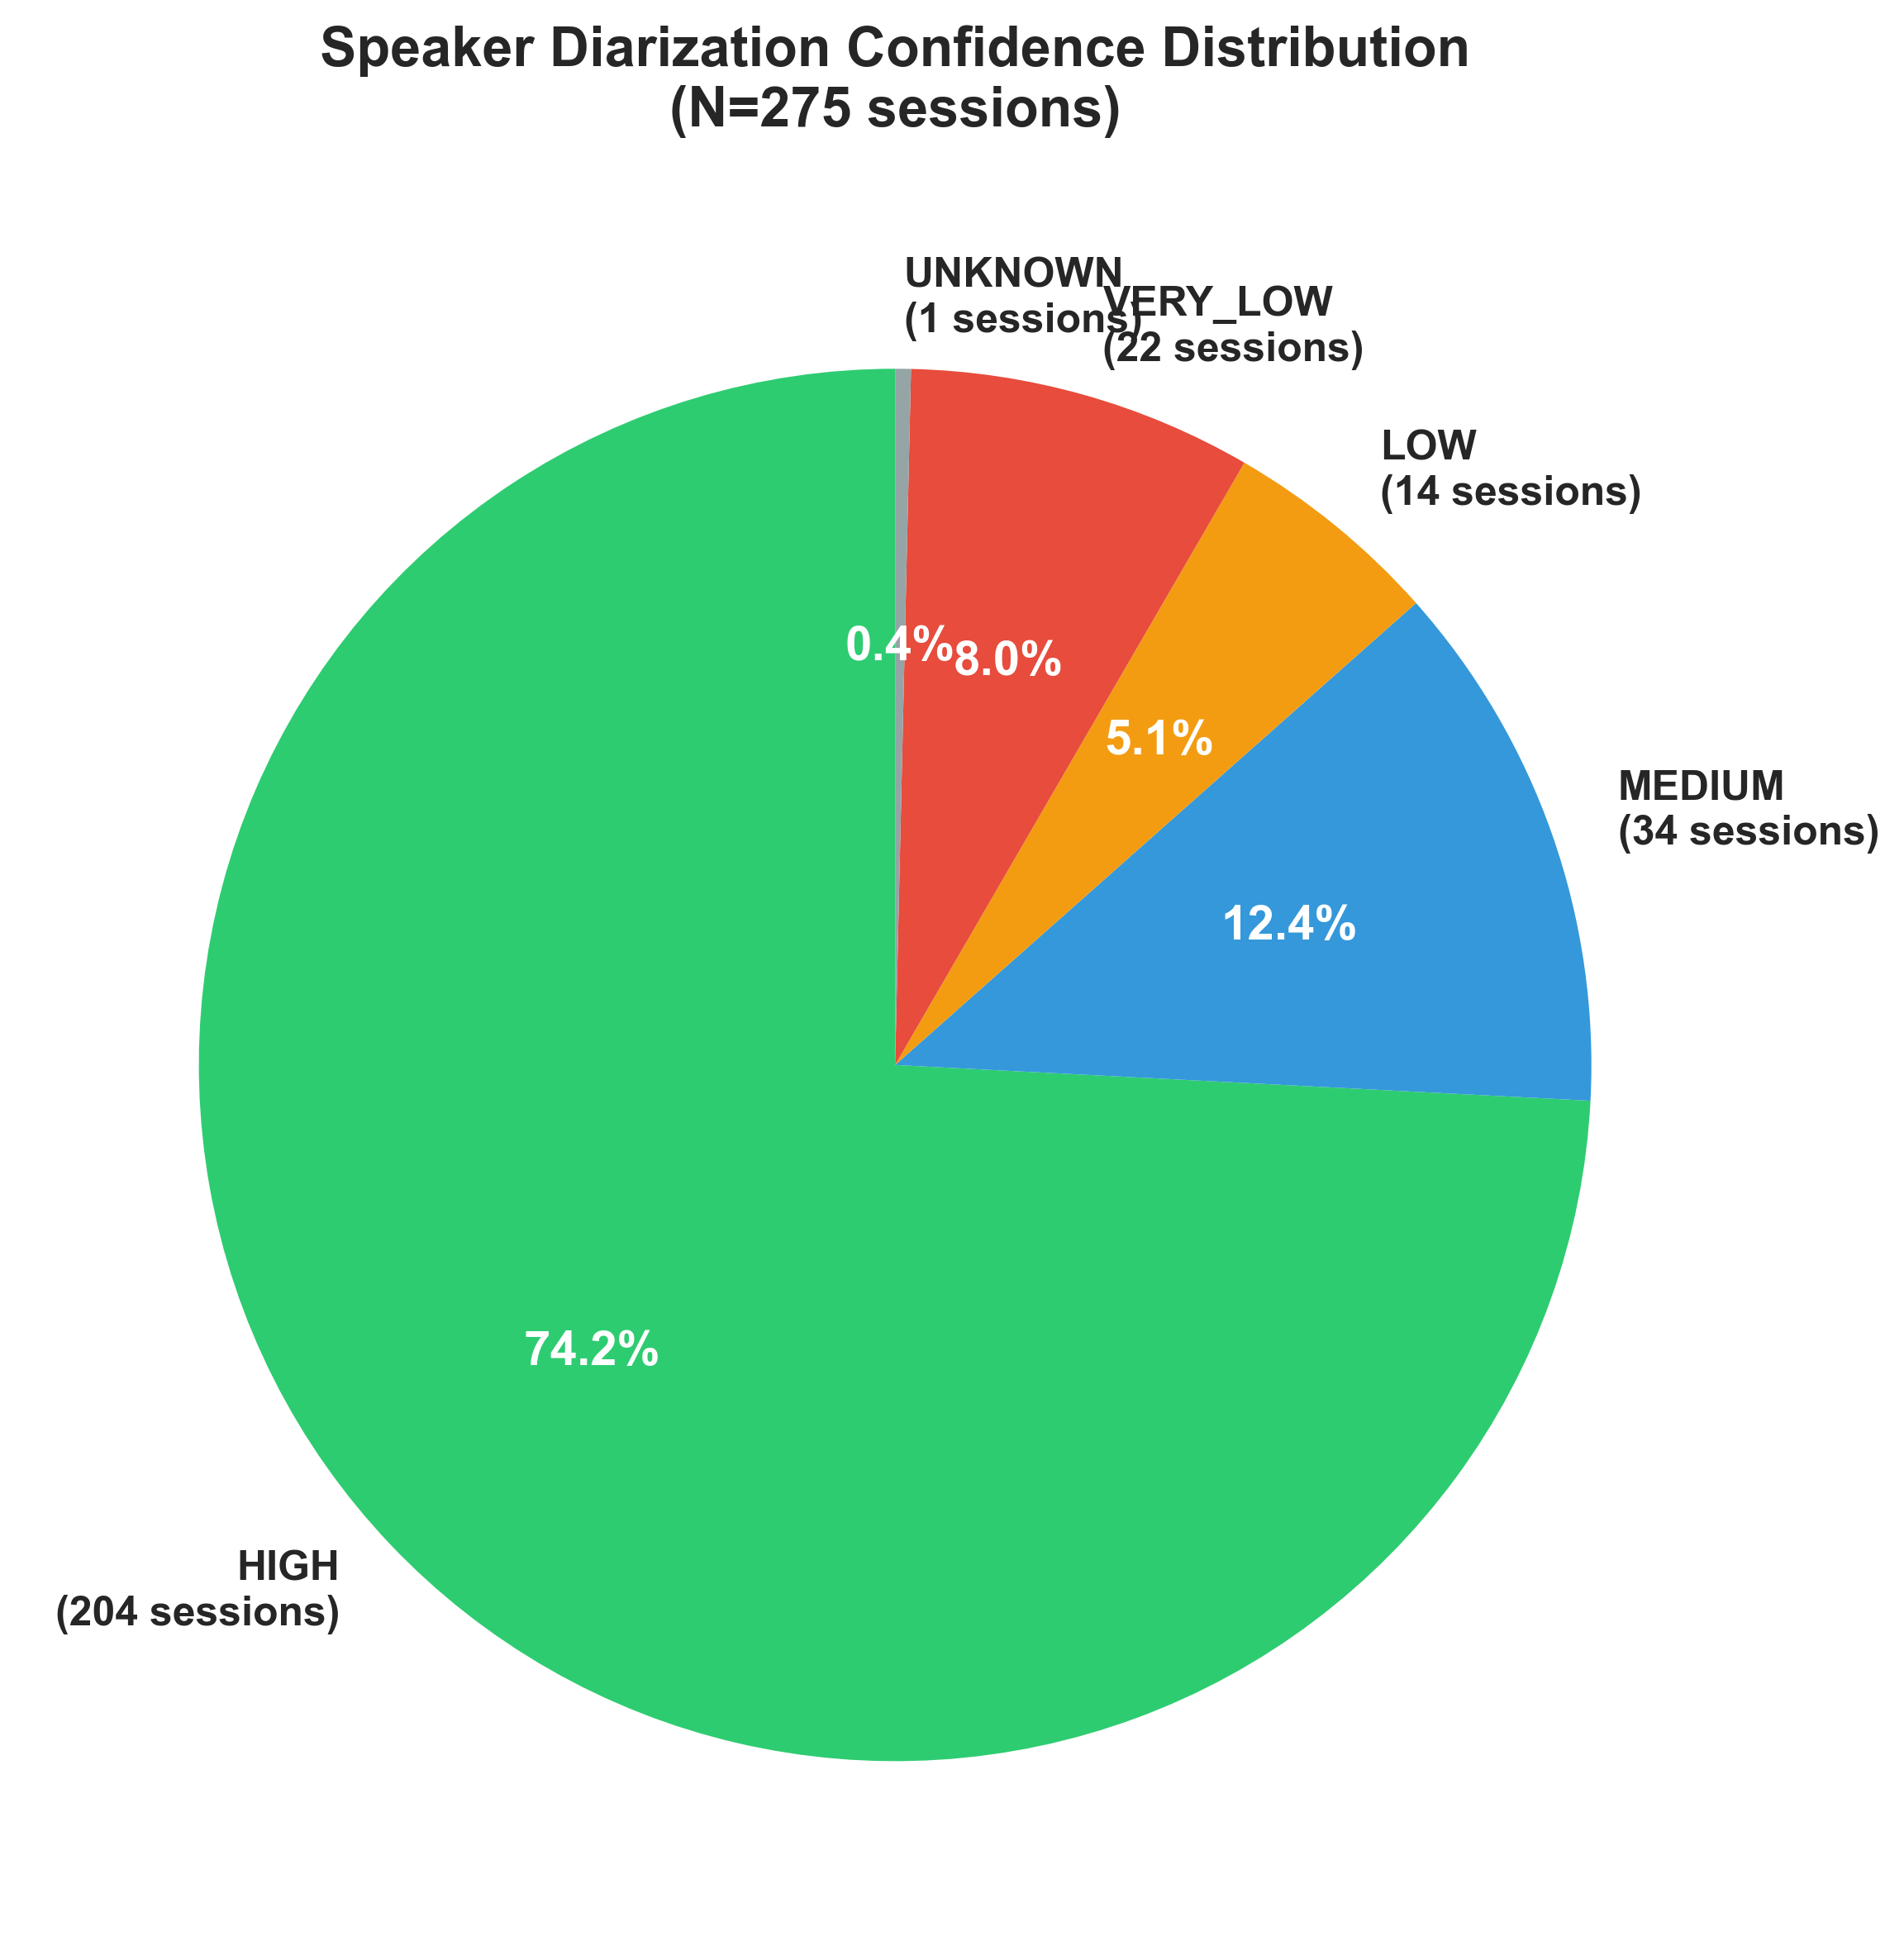 Speaker Diarization Confidence Distribution
(N=275 sessions)
UNKNOWN
(1 sessions)
VERY_LOW
(22 sessions)
LOW
(14 sessions)
MEDIUM
(34 sessions)
0.4%
8.0%
5.1%
12.4%
74.2%
HIGH
(204 sessions)